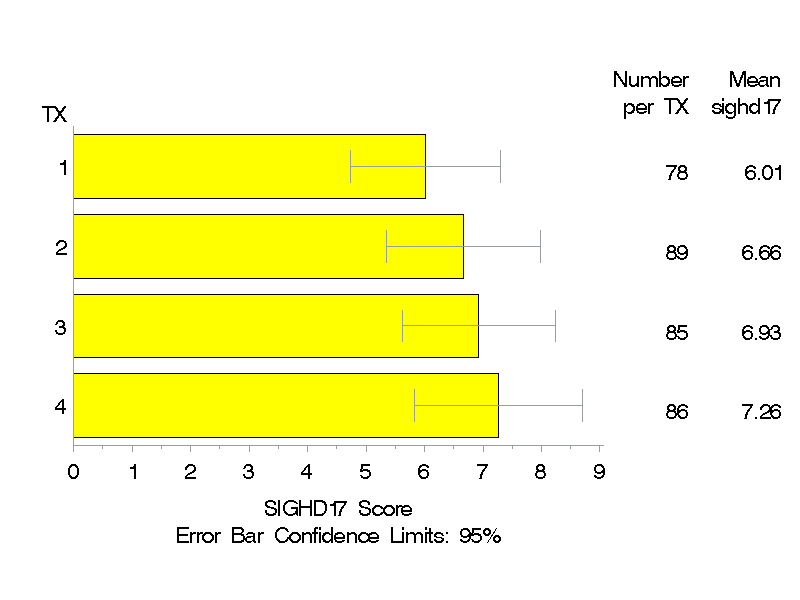 Number Mean
per TX sighd17
TX
1 78 6.01
2 89 6.66
3 85 6.93
4 86 7.26
0 1 2 3 4 5 6 7 8 9
SIGHD17 Score
Error Bar Confidence Limits: 95%